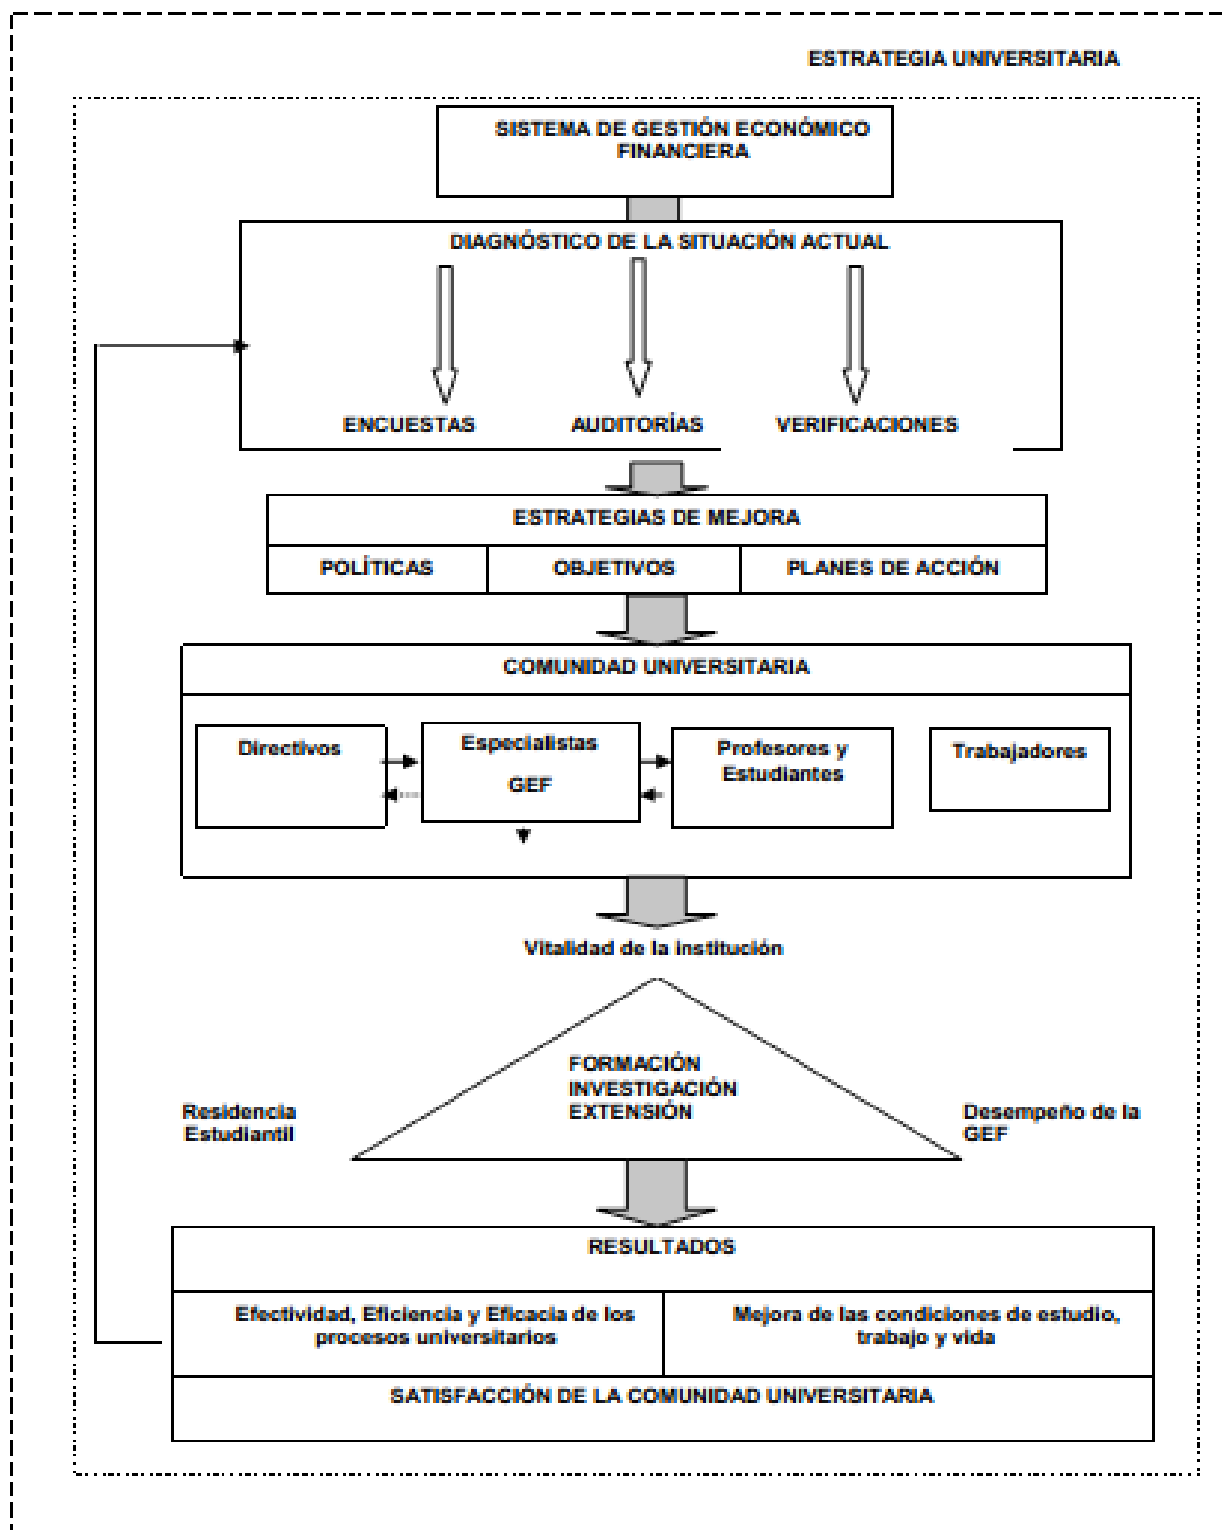 ESTRATEGIA UNIVERSITARIA
SISTEMA DE GESTIÓN ECONÓMICO
FINANCIERA
DIAGNÓSTICO DE LA SITUACIÓN ACTUAL
ENCUESTAS
AUDITORÍAS
VERIFICACIONES
ESTRATEGIAS DE MEJORA
POLÍTICAS
OBJETIVOS
PLANES DE ACCIÓN
COMUNIDAD UNIVERSITARIA
Directivos
Especialistas
GEF
Profesores y
Estudiantes
Trabajadores
Vitalidad de la institución
FORMACIÓN
INVESTIGACIÓN
EXTENSIÓN
Residencia
Estudiantil
Desempeño de la
GEF
RESULTADOS
Efectividad, Eficiencia y Eficacia de los
procesos universitarios
Mejora de las condiciones de estudio,
trabajo y vida
SATISFACCIÓN DE LA COMUNIDAD UNIVERSITARIA